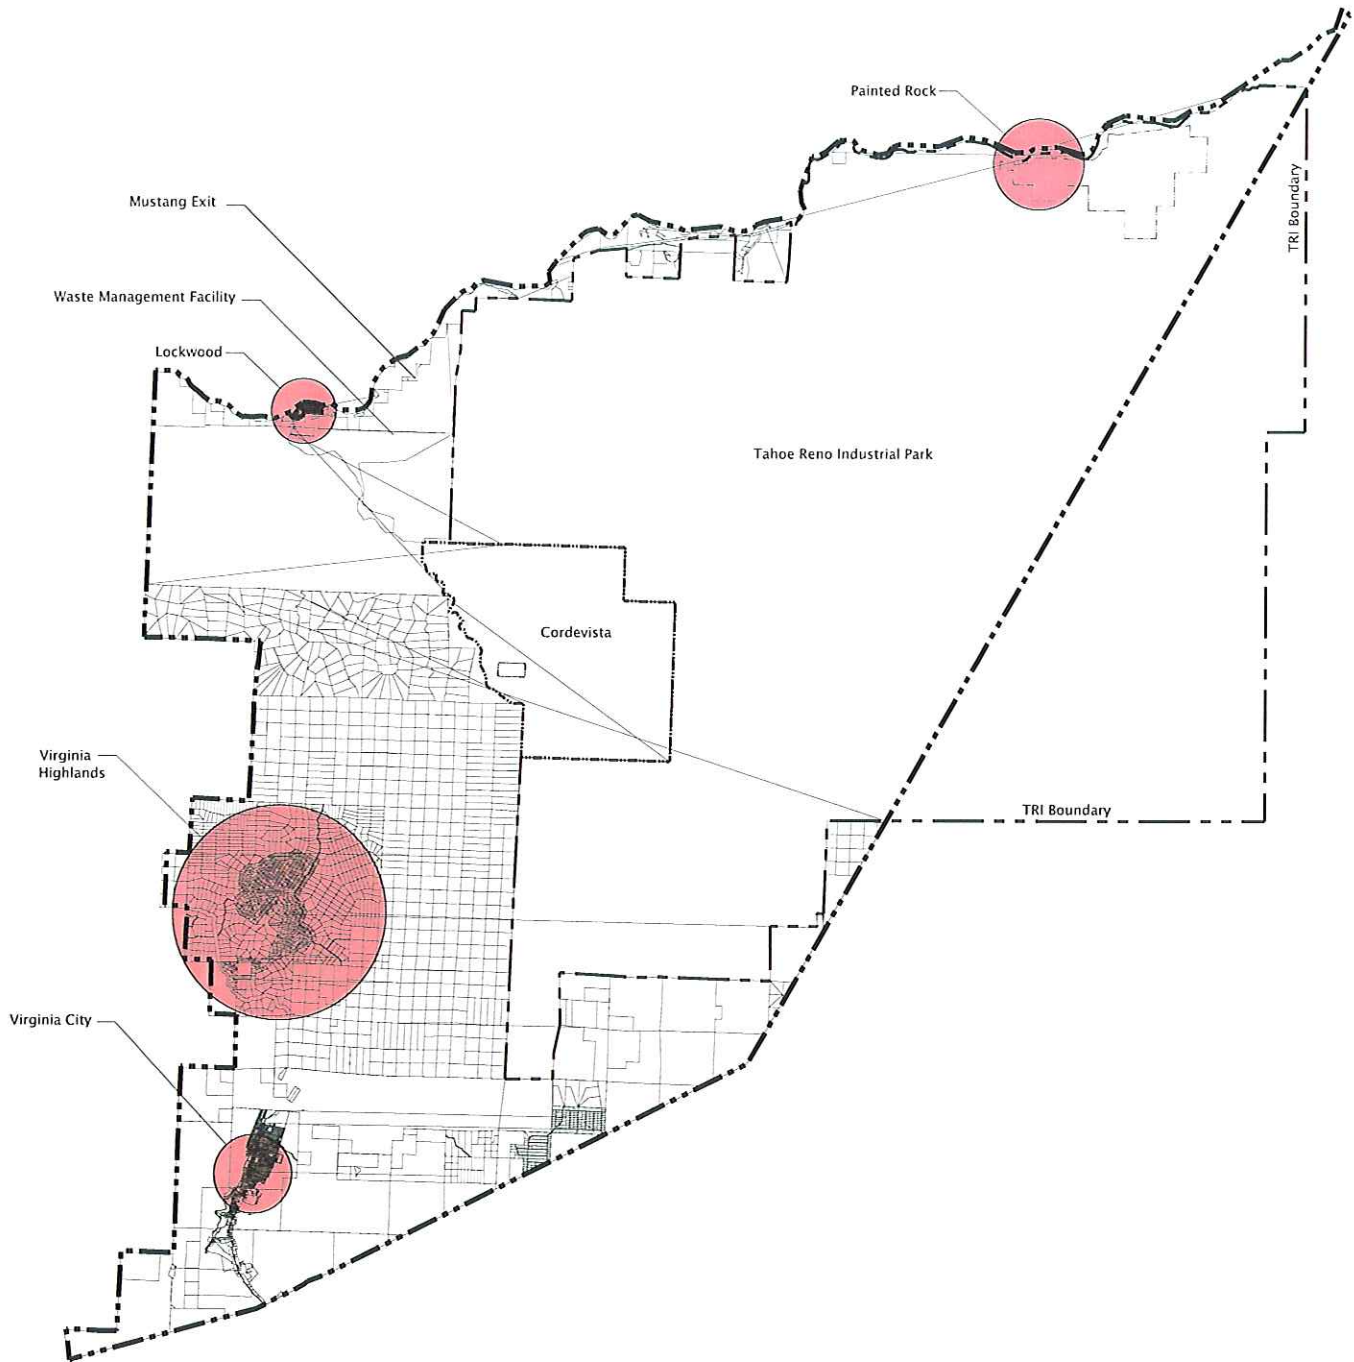 Painted Rock
TRI Boundary
Mustang Exit
Waste Management Facility
Lockwood
Tahoe Reno Industrial Park
Cordevista
Virginia
Highlands
TRI Boundary
Virginia City